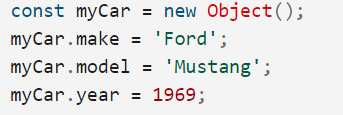 const myCar = new Object();
myCar.make = 'Ford';
myCar.model = 'Mustang';
myCar.year = 1969;